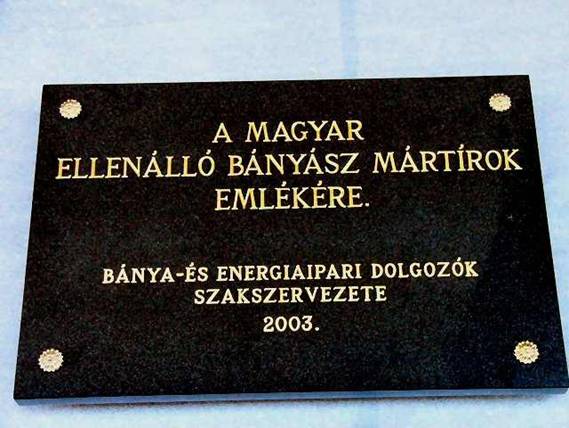 A MAGYAR
ELLENÁLLÓ BÁNYÁSZ MÁRTÍROK
EMLÉKÉRE.
BÁNYA-ÉS ENERGIAIPARI DOLGOZÓK
SZAKSZERVEZETE
2003.